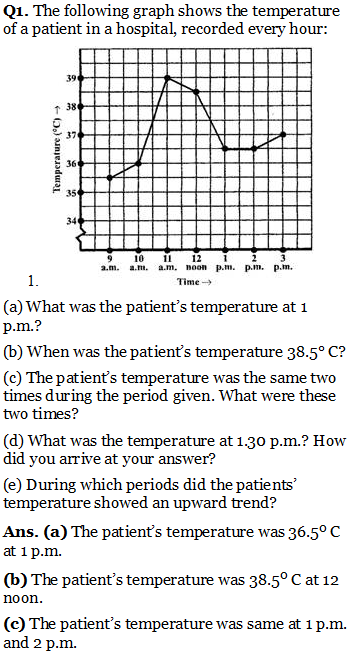 Q1. The following graph shows the temperature
of a patient in a hospital, recorded every hour:
Temperature (°C) →
39
38
37
36
35
34
9 10 11 12 1 2 3
a.m. a.m. a.m. noon p.m. p.m. p.m.
Time →
1.
(a) What was the patient's temperature at 1
p.m.?
(b) When was the patient's temperature 38.5° C?
(c) The patient's temperature was the same two
times during the period given. What were these
two times?
(d) What was the temperature at 1.30 p.m.? How
did you arrive at your answer?
(e) During which periods did the patients'
temperature showed an upward trend?
Ans. (a) The patient's temperature was 36.5⁰ C
at 1 p.m.
(b) The patient's temperature was 38.5⁰ C at 12
noon.
(c) The patient's temperature was same at 1 p.m.
and 2 p.m.